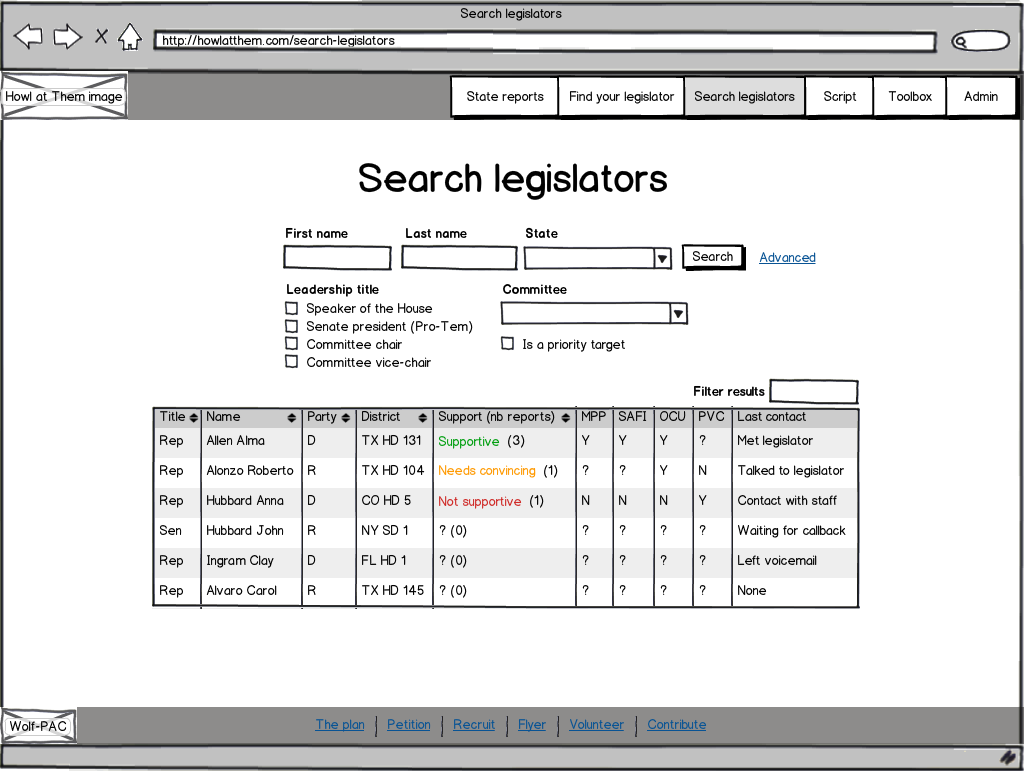 Search legislators
http://howlatthem.com/search-legislators
Howl at Them image
State reports Find your legislator Search legislators Script Toolbox Admin
Search legislators
First name Last name State
Search Advanced
Leadership title Committee
Speaker of the House
Senate president (Pro-Tem)
Committee chair Is a priority target
Committee vice-chair
Filter results
Title Name Party District Support (nb reports) MPP SAFI OCU PVC Last contact
Rep Allen Alma D TX HD 131 Supportive (3) Y Y Y ? Met legislator
Rep Alonzo Roberto R TX HD 104 Needs convincing (1) ? ? Y N Talked to legislator
Rep Hubbard Anna D CO HD 5 Not supportive (1) N N N Y Contact with staff
Sen Hubbard John R NY SD 1 ? (0) ? ? ? ? Waiting for callback
Rep Ingram Clay D FL HD 1 ? (0) ? ? ? ? Left voicemail
Rep Alvaro Carol R TX HD 145 ? (0) ? ? ? ? None
Wolf-PAC
The plan Petition Recruit Flyer Volunteer Contribute